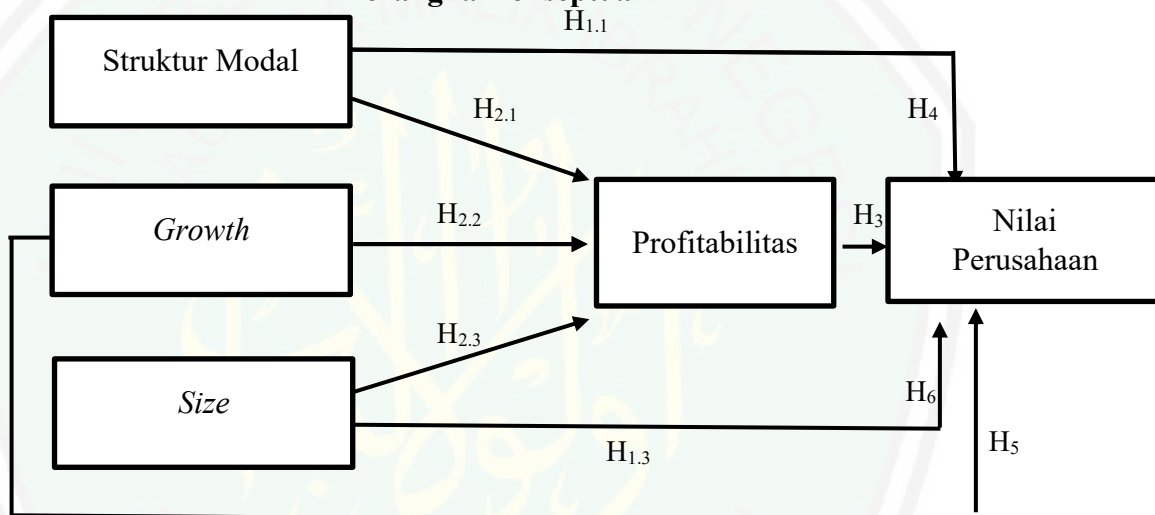 H1.1
Struktur Modal
H2.1
H4
Growth
H2.2
Profitabilitas
H3
Nilai
Perusahaan
H2.3
Size
H6
H1.3
H5